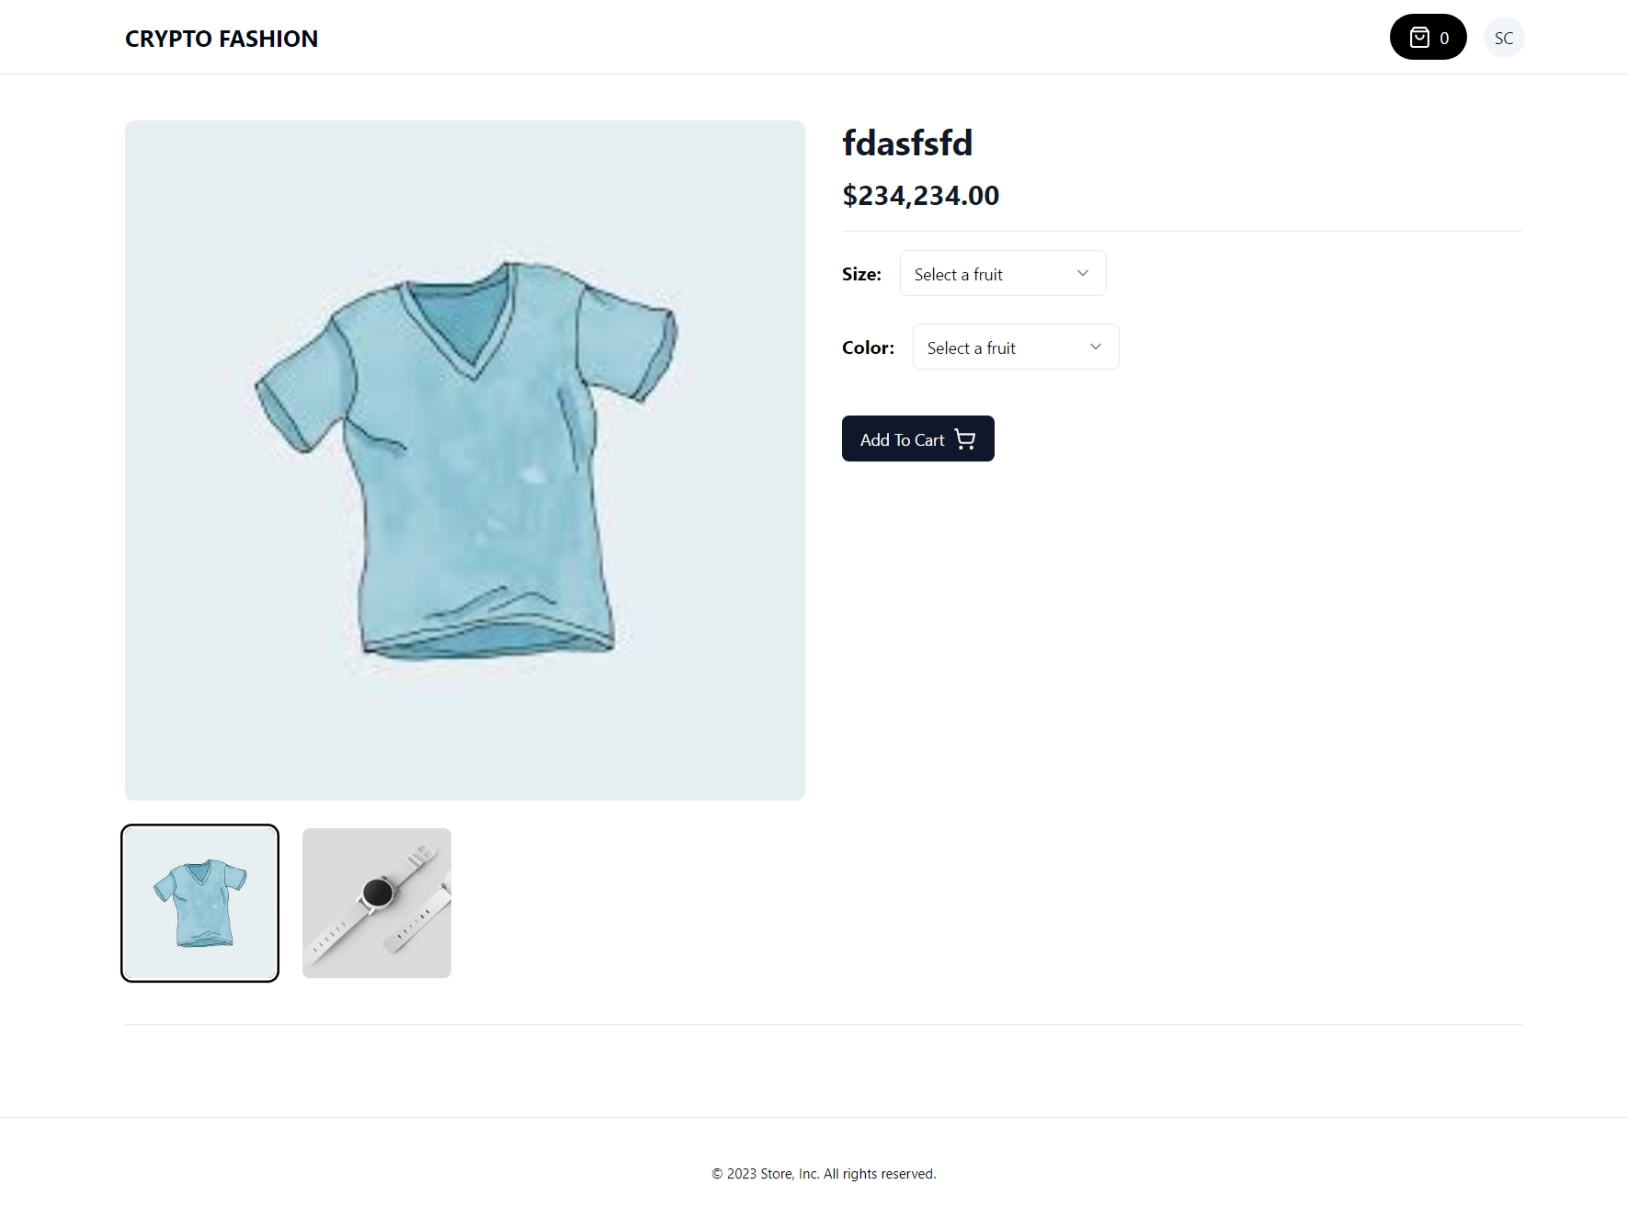 CRYPTO FASHION
0
SC
fdasfsfd
$234,234.00
Size: Select a fruit
Color: Select a fruit
Add To Cart
© 2023 Store, Inc. All rights reserved.